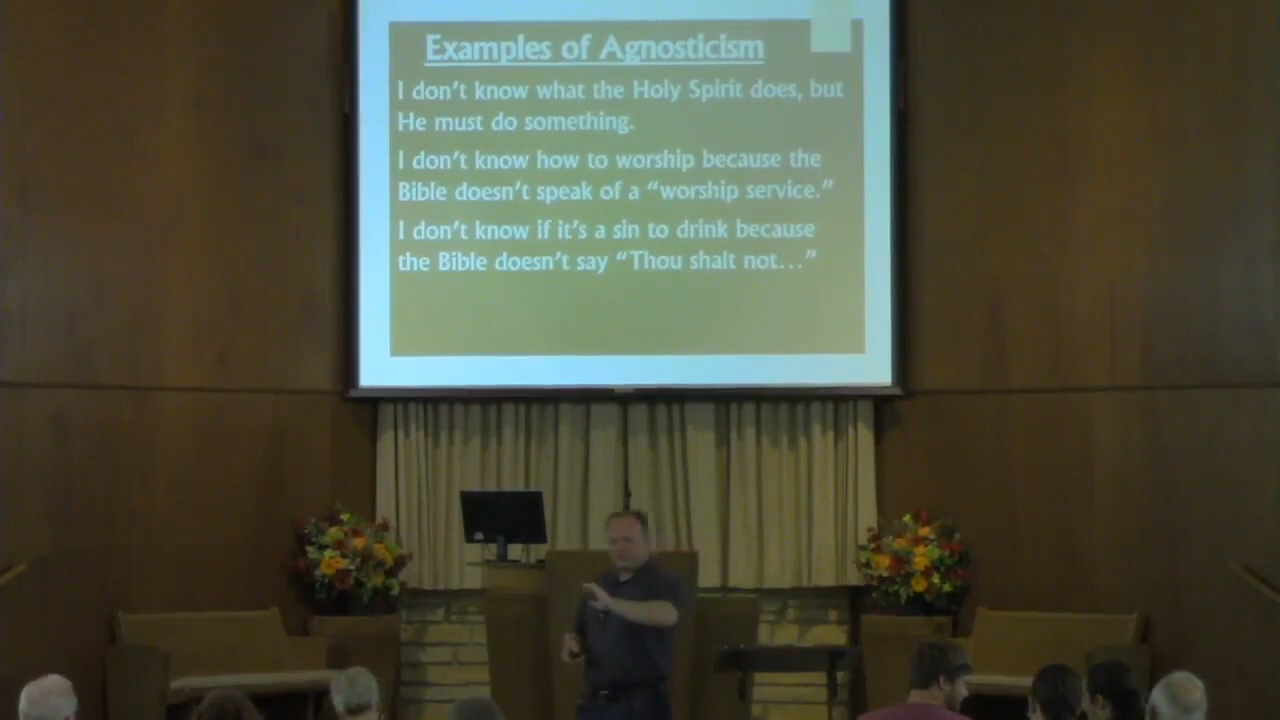 Examples of Agnosticism
I don't know what the Holy Spirit does, but
He must do something.
I don't know how to worship because the
Bible doesn't speak of a “worship service.”
I don't know if it's a sin to drink because
the Bible doesn't say “Thou shalt not...”